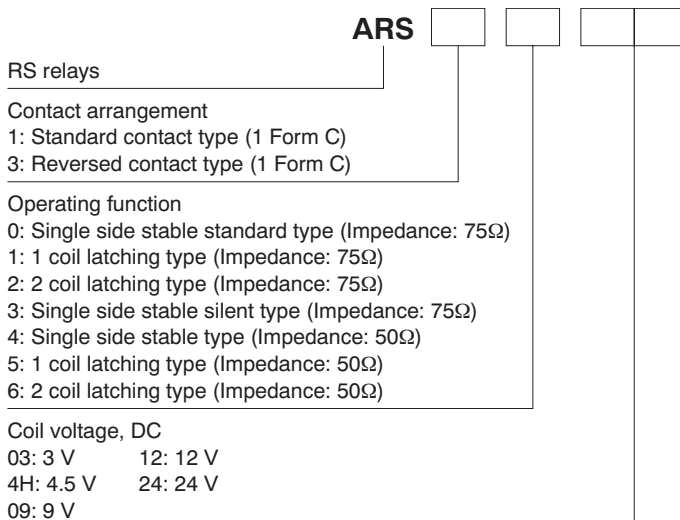 ARS
RS relays
Contact arrangement
1: Standard contact type (1 Form C)
3: Reversed contact type (1 Form C)
Operating function
0: Single side stable standard type (Impedance: 75Ω)
1: 1 coil latching type (Impedance: 75Ω)
2: 2 coil latching type (Impedance: 75Ω)
3: Single side stable silent type (Impedance: 75Ω)
4: Single side stable type (Impedance: 50Ω)
5: 1 coil latching type (Impedance: 50Ω)
6: 2 coil latching type (Impedance: 50Ω)
Coil voltage, DC
03: 3 V 12: 12 V
4H: 4.5 V 24: 24 V
09: 9 V